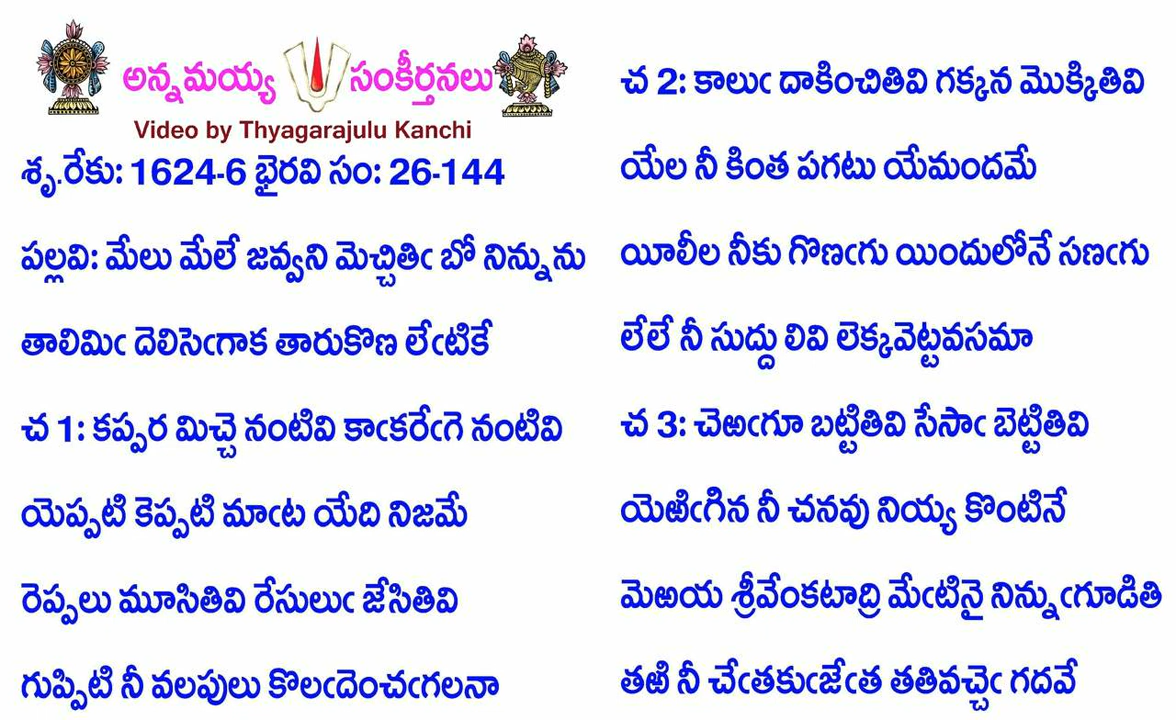 అన్నమయ్య సంకీర్తనలు
Video by Thyagarajulu Kanchi
శృ.రేకు: 1624-6 భైరవి సం: 26-144
పల్లవి: మేలు మేలే జవ్వని మెచ్చితిఁ బో నిన్నును
తాలిమిఁ దెలిసెఁగాక తారుకొణ లేఁటికే
చ 1: కప్పర మిచ్చె నంటివి కాఁకరేఁగె నంటివి
యెప్పటి కెప్పటి మాఁట యేది నిజమే
రెప్పలు మూసితివి రేసులుఁ జేసితివి
గుప్పిటి నీ వలపులు కొలఁదెంచఁగలనా
చ 2: కాలుఁ దాకించితివి గక్కన మొక్కితివి
యేల నీ కింత పగటు యేమందమే
యీలీల నీకు గొణఁగు యిందులోనే సణఁగు
లేలే నీ సుద్దు లివి లెక్కవెట్టవసమా
చ 3: చెఱఁగూ బట్టితివి సేసాఁ బెట్టితివి
యెఱిఁగిన నీ చనవు నియ్య కొంటినే
మెఱయ శ్రీవేంకటాద్రి మేఁటినై నిన్నుఁగూడితి
తఱి నీ చేఁతకుఁజేఁత తతివచ్చెఁ గదవే